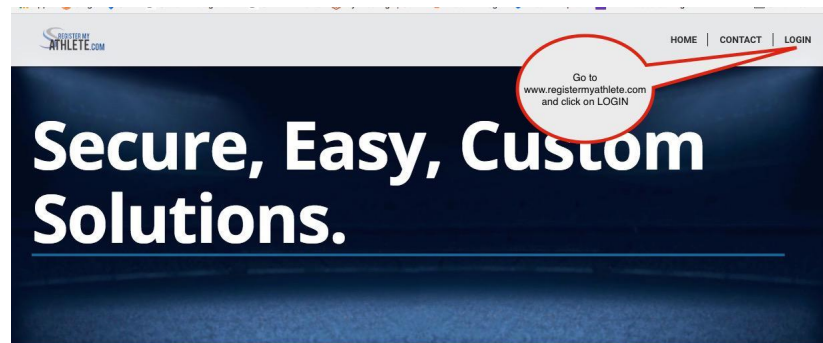 REGISTER MY
ATHLETE.COM
HOME | CONTACT | LOGIN
Go to
www.registermyathlete.com
and click on LOGIN
Secure, Easy, Custom
Solutions.